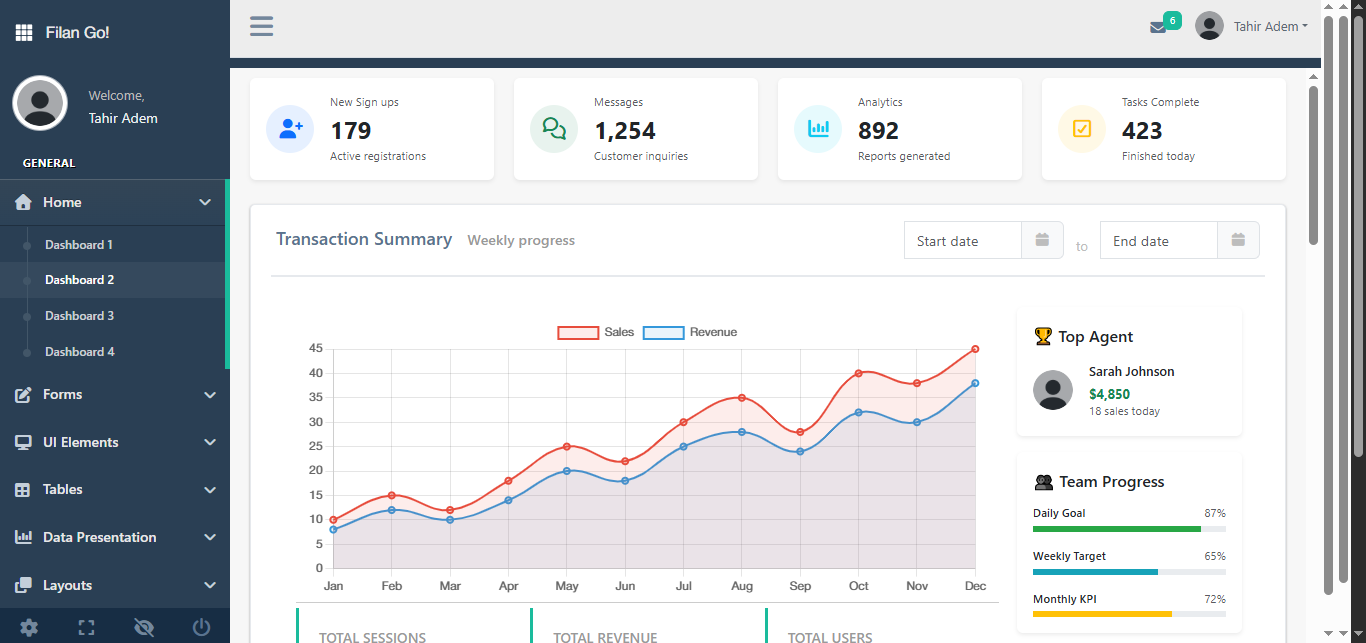 Filan Go!
Welcome,
Tahir Adem
GENERAL
Home
Dashboard 1
Dashboard 2
Dashboard 3
Dashboard 4
Forms
UI Elements
Tables
Data Presentation
Layouts
6
Tahir Adem
New Sign ups
179
Active registrations
Messages
1,254
Customer inquiries
Analytics
892
Reports generated
Tasks Complete
423
Finished today
Transaction Summary Weekly progress
Start date to End date
Sales Revenue
45
40
35
30
25
20
15
10
5
0
Jan Feb Mar Apr May Jun Jul Aug Sep Oct Nov Dec
Top Agent
Sarah Johnson
$4,850
18 sales today
Team Progress
Daily Goal 87%
Weekly Target 65%
Monthly KPI 72%
TOTAL SESSIONS TOTAL REVENUE TOTAL USERS